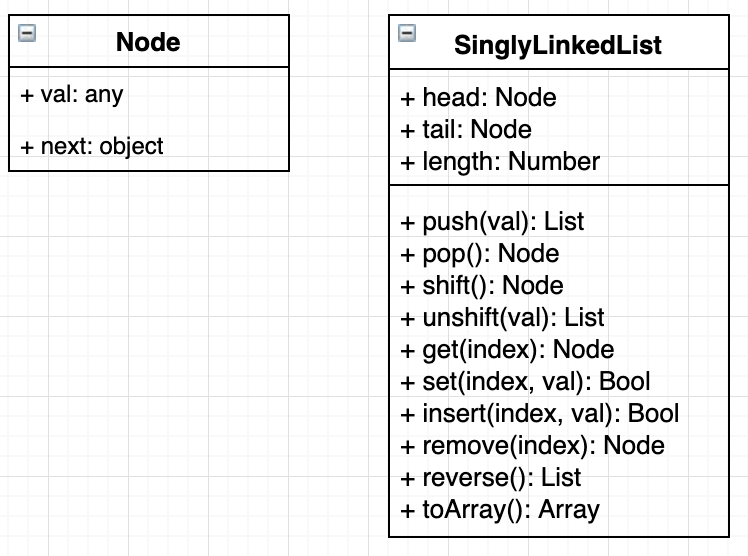 Node
+ val: any
+ next: object
SinglyLinkedList
+ head: Node
+ tail: Node
+ length: Number
+ push(val): List
+ pop(): Node
+ shift(): Node
+ unshift(val): List
+ get(index): Node
+ set(index, val): Bool
+ insert(index, val): Bool
+ remove(index): Node
+ reverse(): List
+ toArray(): Array